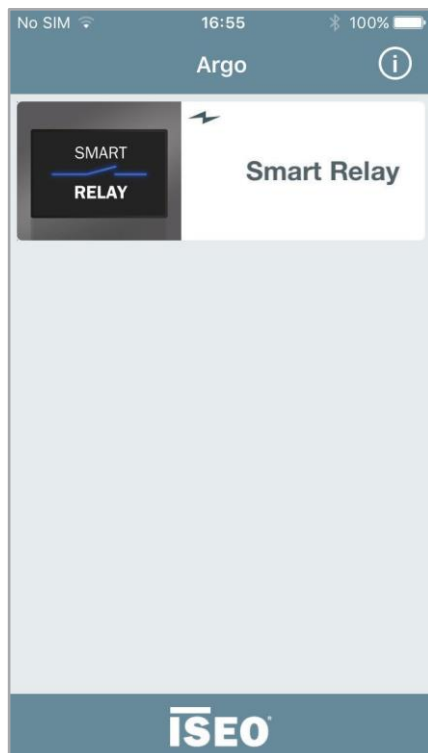 No SIM 16:55 100%
Argo
SMART
RELAY
Smart Relay
ISEO